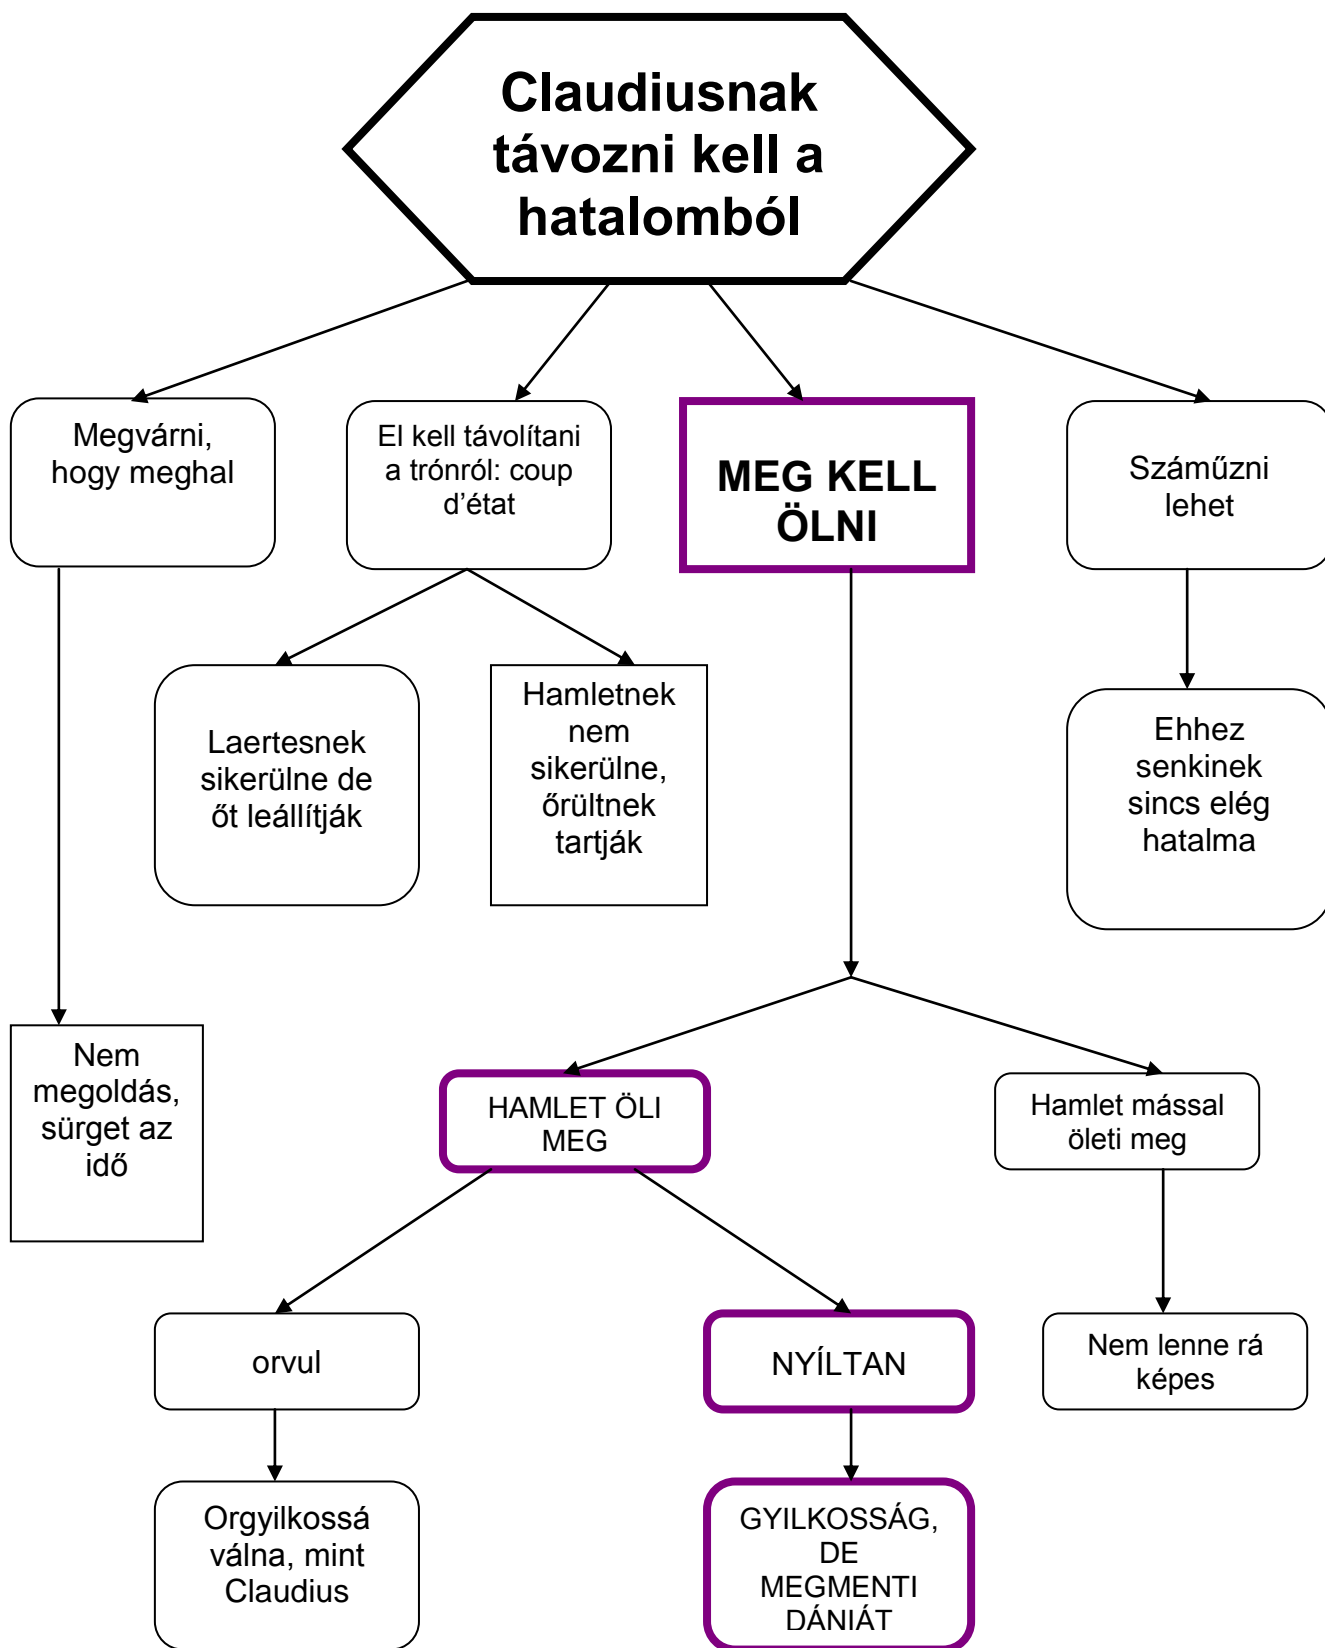 Claudiusnak
távozni kell a
hatalomból
Megvárni,
hogy meghal
El kell távolítani
a trónról: coup
d’état
MEG KELL
ÖLNI
Száműzni
lehet
Laertesnek
sikerülne de
őt leállítják
Hamletnek
nem
sikerülne,
őrültnek
tartják
Ehhez
senkinek
sincs elég
hatalma
Nem
megoldás,
sürget az
idő
HAMLET ÖLI
MEG
Hamlet mással
öleti meg
orvul
NYÍLTAN
Nem lenne rá
képes
Orgyilkossá
válna, mint
Claudius
GYILKOSSÁG,
DE
MEGMENTI
DÁNIÁT